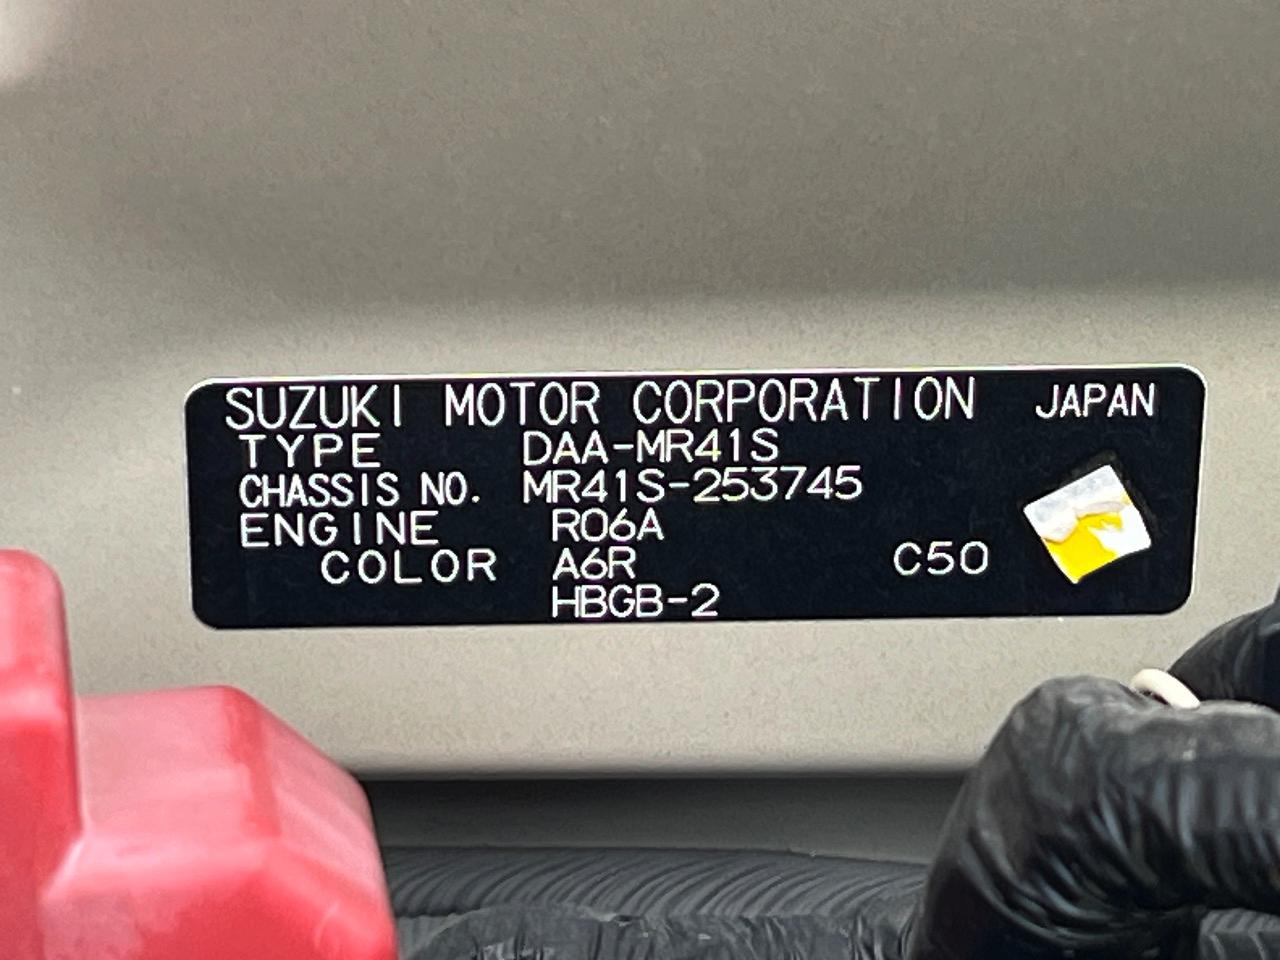 SUZUKI MOTOR CORPORATION JAPAN
TYPE DAA-MR41S
CHASSIS NO. MR41S-253745
ENGINE R06A
COLOR A6R C50
HBGB-2